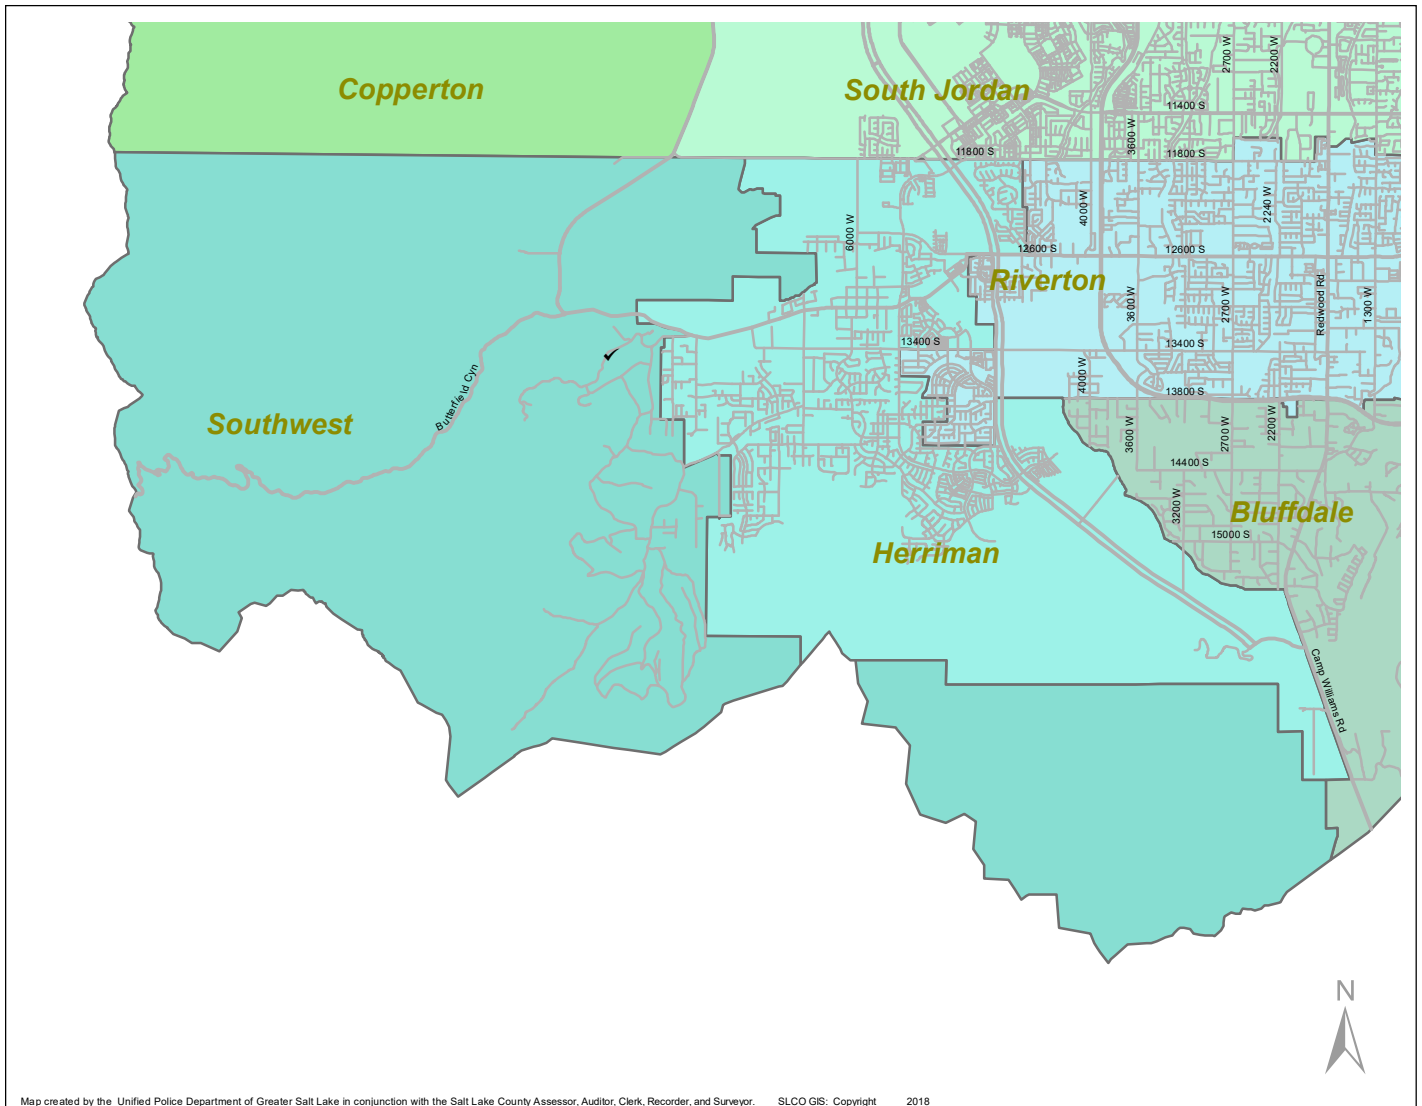 Copperton
South Jordan
2700 W
2200 W
11400 S
3600 W
11800 S
11800 S
6000 W
4000 W
2240 W
12600 S
12600 S
Riverton
3600 W
2700 W
Redwood Rd
1300 W
13400 S
13400 S
4000 W
13800 S
Butterfield Cyn
Southwest
3600 W
2700 W
2200 W
14400 S
3200 W
Bluffdale
15000 S
Herriman
Camp Williams Rd
N
Map created by the Unified Police Department of Greater Salt Lake in conjunction with the Salt Lake County Assessor, Auditor, Clerk, Recorder, and Surveyor. SLCO GIS: Copyright 2018